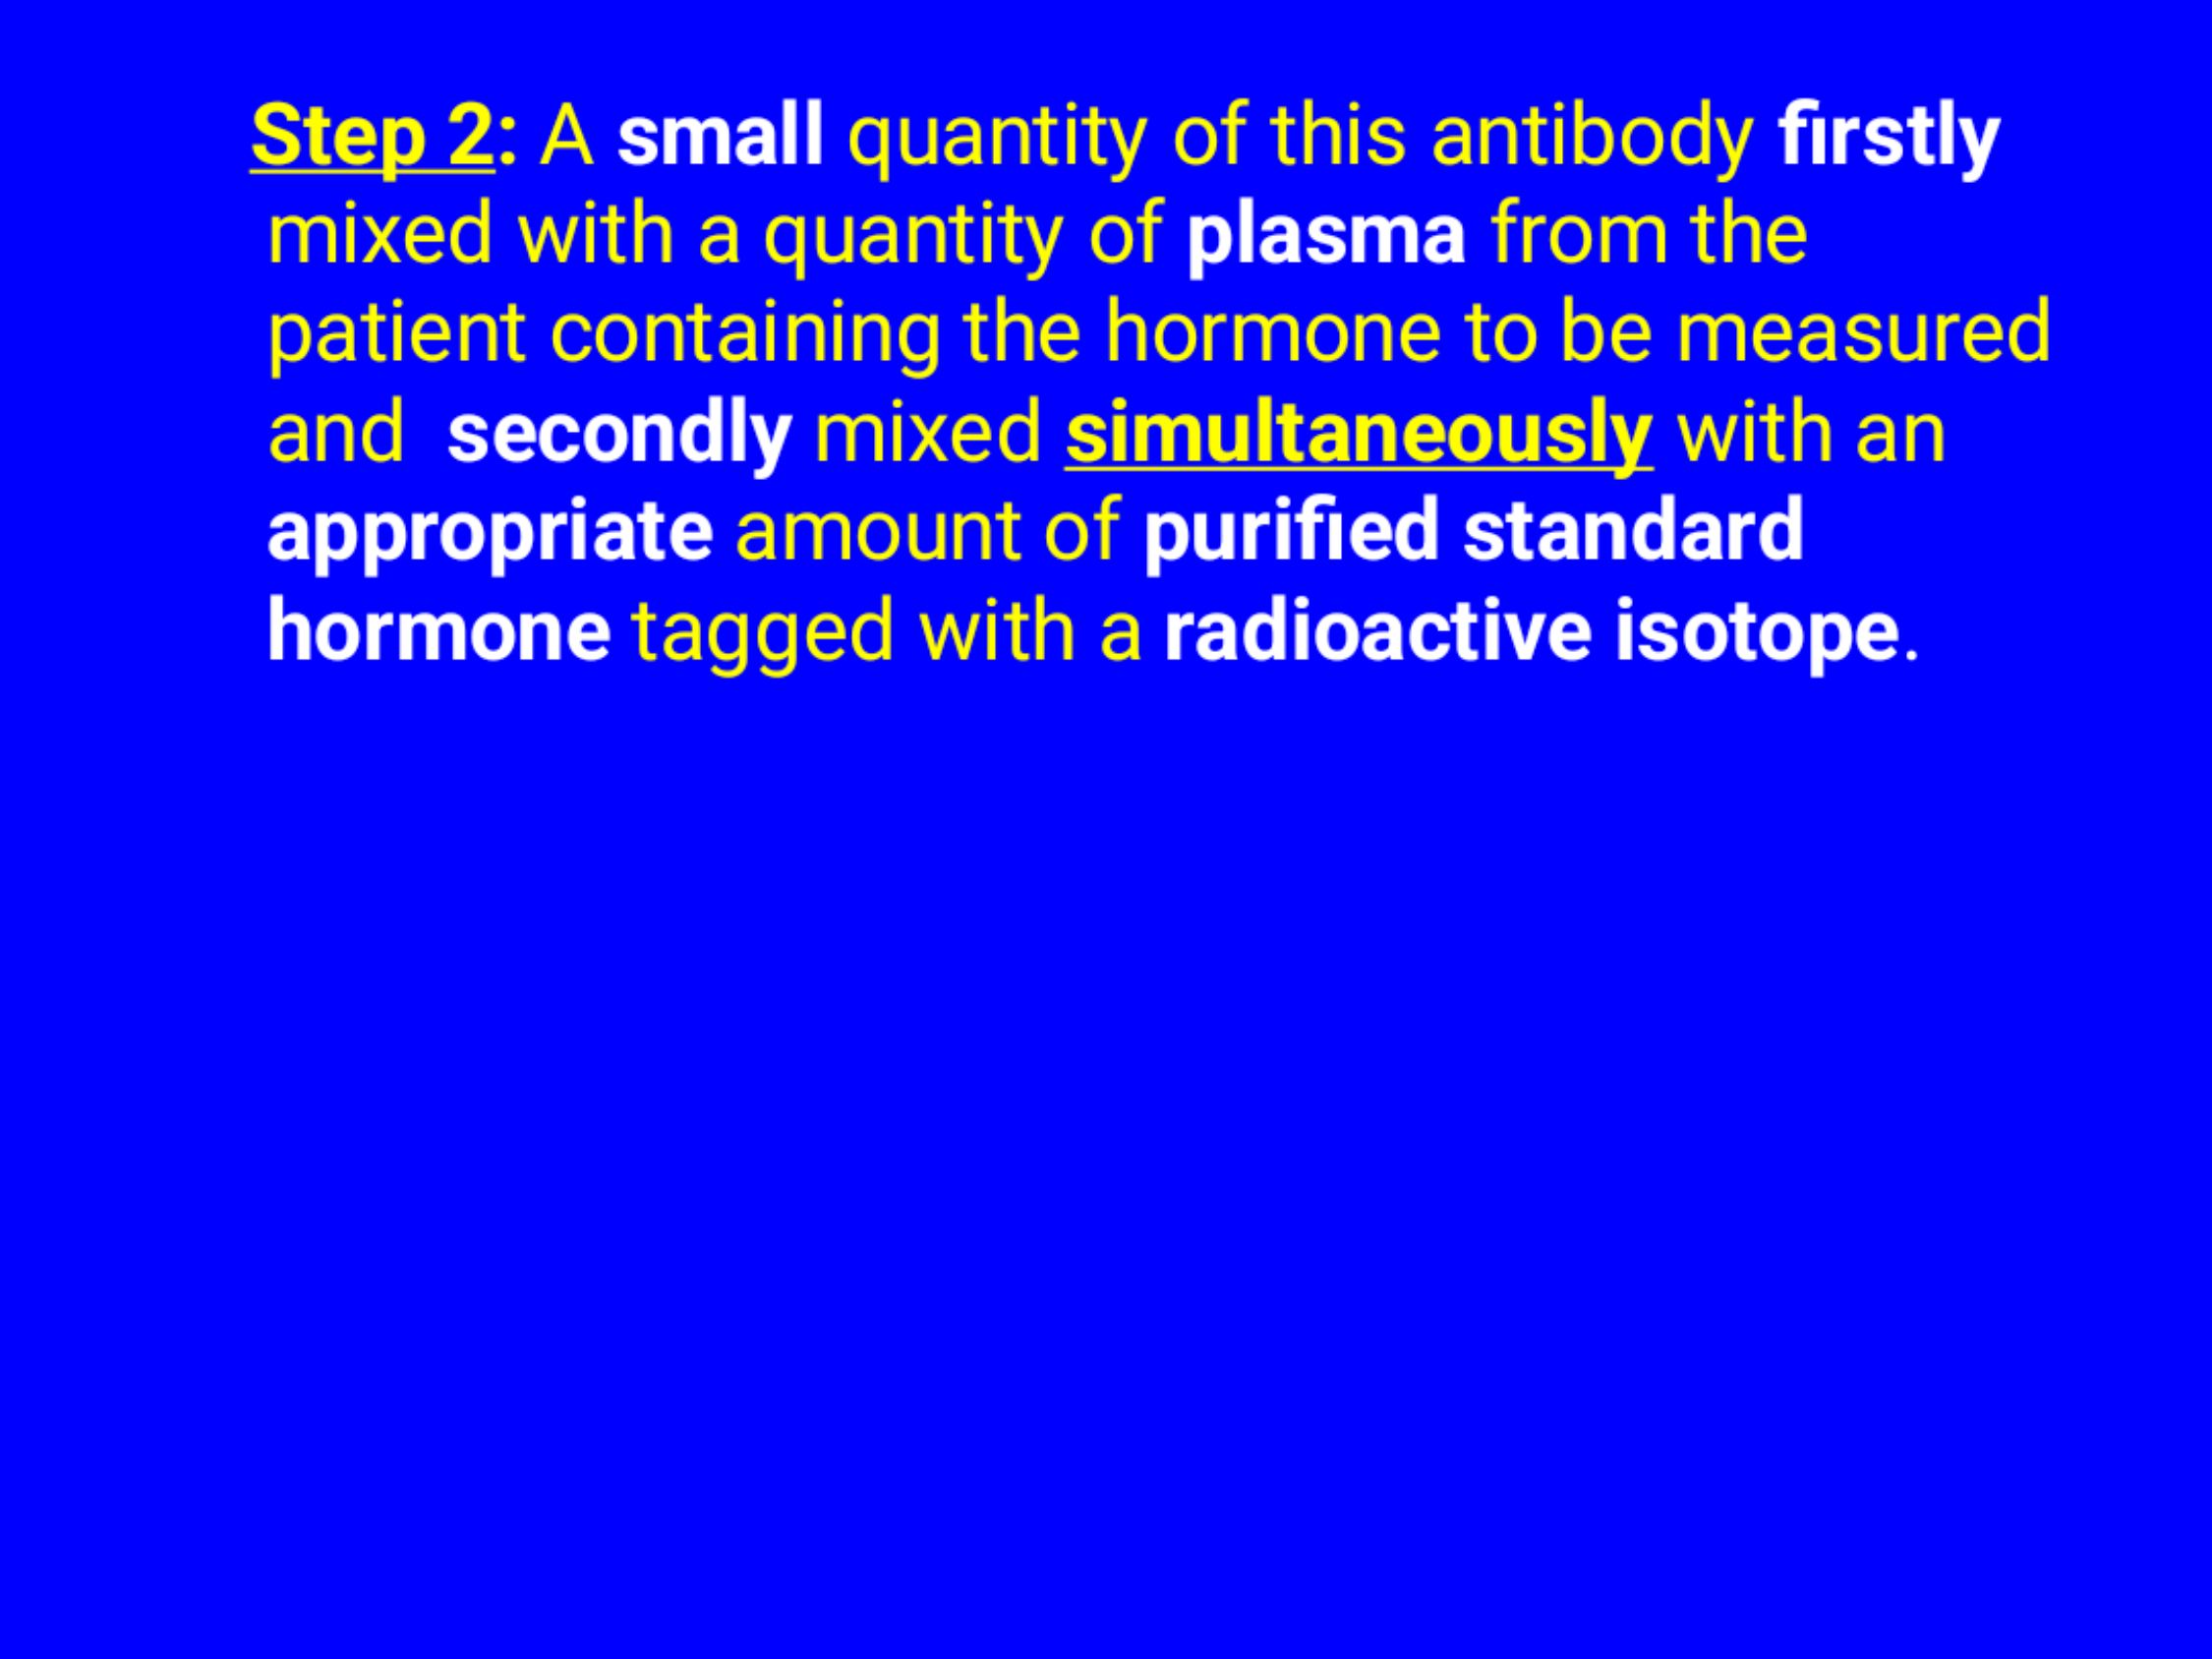 Step 2: A small quantity of this antibody firstly
mixed with a quantity of plasma from the
patient containing the hormone to be measured
and secondly mixed simultaneously with an
appropriate amount of purified standard
hormone tagged with a radioactive isotope.